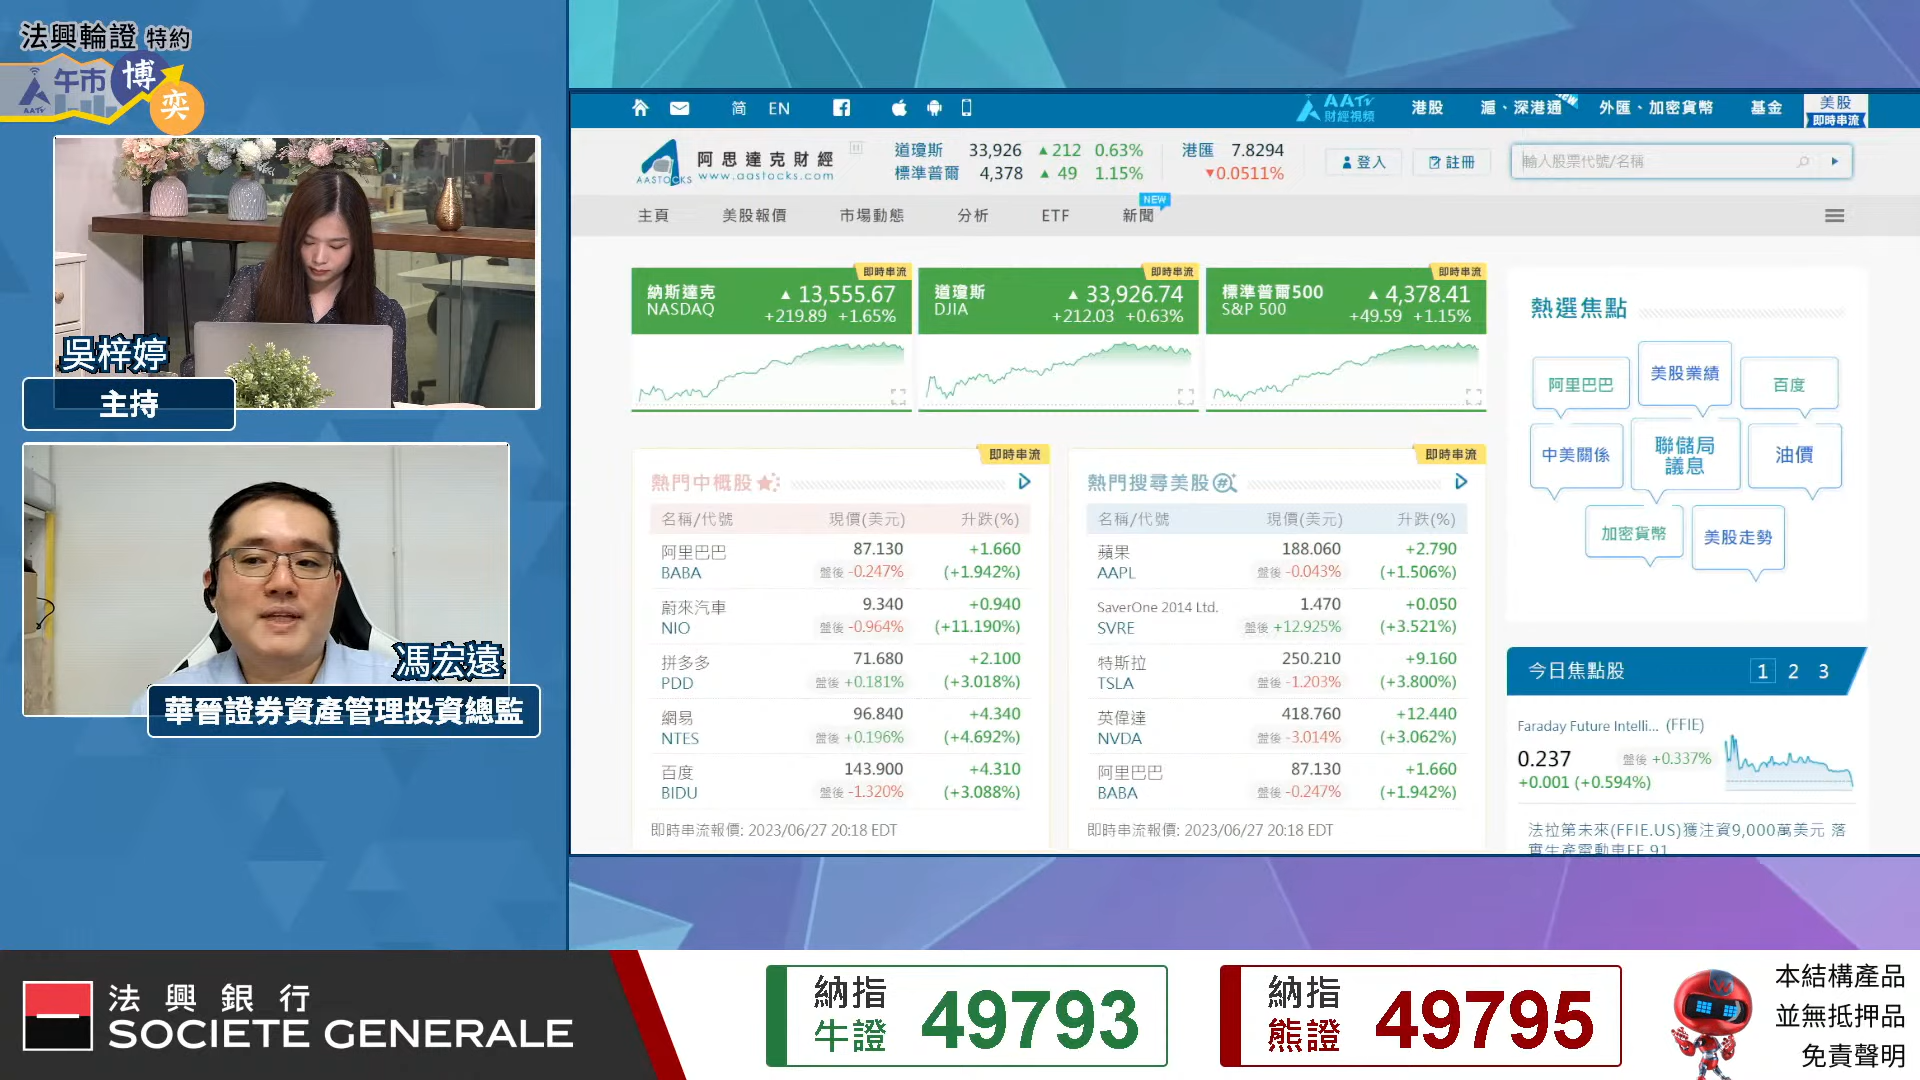 法興輪證 特約
午市 博 奕
AATV
吳梓婷
主持
馮宏遠
華晉證券資產管理投資總監
简 EN
AATV
財經視頻
港股
滬、深港通
外匯、加密貨幣
基金
美股
即時串流
AASTOCKS
阿思達克財經
www.aastocks.com
道瓊斯 33,926 ▲212 0.63%
標準普爾 4,378 ▲49 1.15%
港匯 7.8294
▼0.0511%
登入
註冊
輸入股票代號/名稱
主頁
美股報價
市場動態
分析
ETF
新聞
NEW
即時串流
納斯達克 ▲13,555.67
NASDAQ +219.89 +1.65%
即時串流
道瓊斯 ▲33,926.74
DJIA +212.03 +0.63%
即時串流
標準普爾500 ▲4,378.41
S&P 500 +49.59 +1.15%
即時串流
熱門中概股
名稱/代號 現價(美元) 升跌(%)
阿里巴巴 87.130 +1.660
BABA 盤後 -0.247% (+1.942%)
蔚來汽車 9.340 +0.940
NIO 盤後 -0.964% (+11.190%)
拼多多 71.680 +2.100
PDD 盤後 +0.181% (+3.018%)
網易 96.840 +4.340
NTES 盤後 +0.196% (+4.692%)
百度 143.900 +4.310
BIDU 盤後 -1.320% (+3.088%)
即時串流報價: 2023/06/27 20:18 EDT
即時串流
熱門搜尋美股
名稱/代號 現價(美元) 升跌(%)
蘋果 188.060 +2.790
AAPL 盤後 -0.043% (+1.506%)
SaverOne 2014 Ltd. 1.470 +0.050
SVRE 盤後 +12.925% (+3.521%)
特斯拉 250.210 +9.160
TSLA 盤後 -1.203% (+3.800%)
英偉達 418.760 +12.440
NVDA 盤後 -3.014% (+3.062%)
阿里巴巴 87.130 +1.660
BABA 盤後 -0.247% (+1.942%)
即時串流報價: 2023/06/27 20:18 EDT
熱選焦點
阿里巴巴
美股業績
百度
中美關係
聯儲局
議息
油價
加密貨幣
美股走勢
今日焦點股 1 2 3
Faraday Future Intelli... (FFIE)
0.237 盤後 +0.337%
+0.001 (+0.594%)
法拉第未來(FFIE.US)獲注資9,000萬美元 落
實生產電動車FF 91
法興銀行
SOCIETE GENERALE
納指
牛證
49793
納指
熊證
49795
本結構產品
並無抵押品
免責聲明